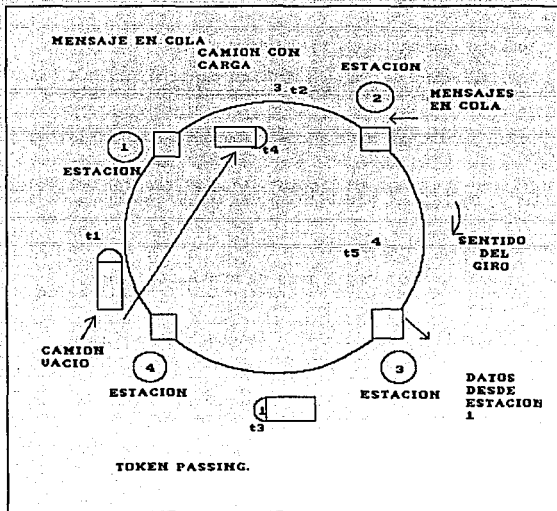 MENSAJE EN COLA
CAMION CON
CARGA
ESTACION
3 t2
2
MENSAJES
EN COLA
1
ESTACION
t4
t1
4
t5
SENTIDO
DEL
GIRO
CAMION
VACIO
4
ESTACION
3
ESTACION
DATOS
DESDE
ESTACION
1
1
t3
TOKEN PASSING.